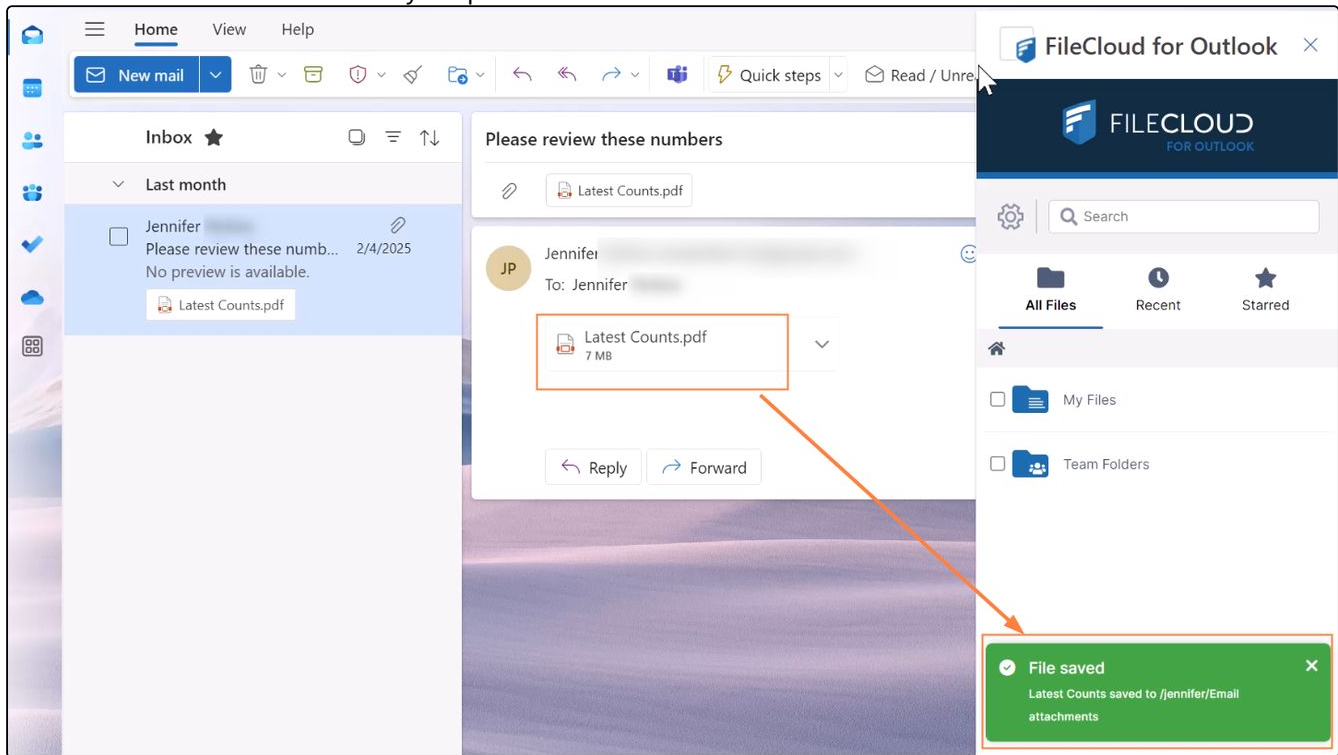 Home View Help
New mail
Quick steps
Read / Unre
Inbox
Last month
Jennifer
Please review these numb... 2/4/2025
No preview is available.
Latest Counts.pdf
Please review these numbers
Latest Counts.pdf
JP
Jennifer
To: Jennifer
Latest Counts.pdf
7 MB
Reply Forward
FileCloud for Outlook
FILECLOUD
FOR OUTLOOK
Search
All Files Recent Starred
My Files
Team Folders
File saved
Latest Counts saved to /jennifer/Email
attachments